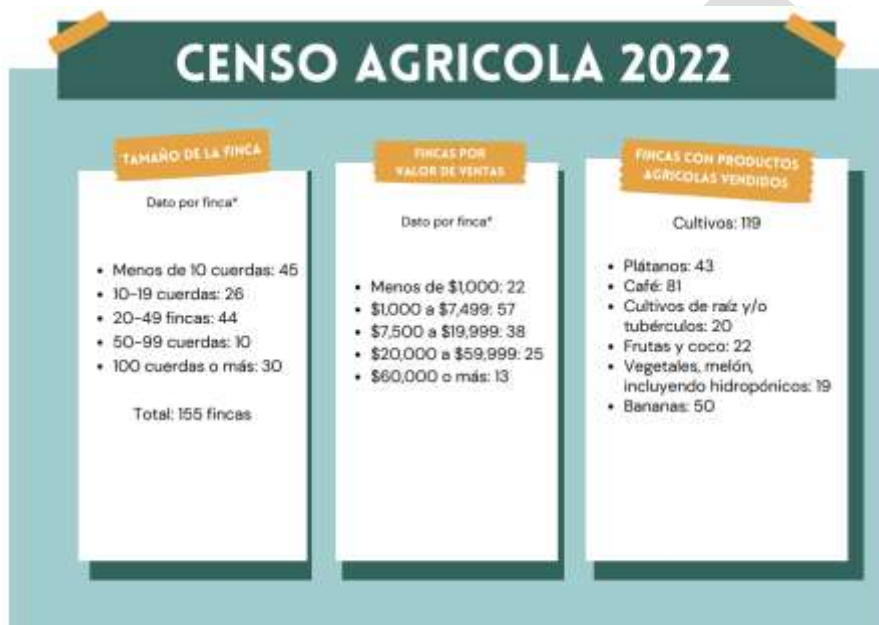 CENSO AGRICOLA 2022
TAMAÑO DE LA FINCA
Dato por finca*
• Menos de 10 cuerdas: 45
• 10-19 cuerdas: 26
• 20-49 fincas: 44
• 50-99 cuerdas: 10
• 100 cuerdas o más: 30
Total: 155 fincas
FINCAS POR
VALOR DE VENTAS
Dato por finca*
• Menos de $1,000: 22
• $1,000 a $7,499: 57
• $7,500 a $19,999: 38
• $20,000 a $59,999: 25
• $60,000 o más: 13
FINCAS CON PRODUCTOS
AGRICOLAS VENDIDOS
Cultivos: 119
• Plátanos: 43
• Café: 81
• Cultivos de raíz y/o
tubérculos: 20
• Frutas y coco: 22
• Vegetales, melón,
incluyendo hidropónicos: 19
• Bananas: 50